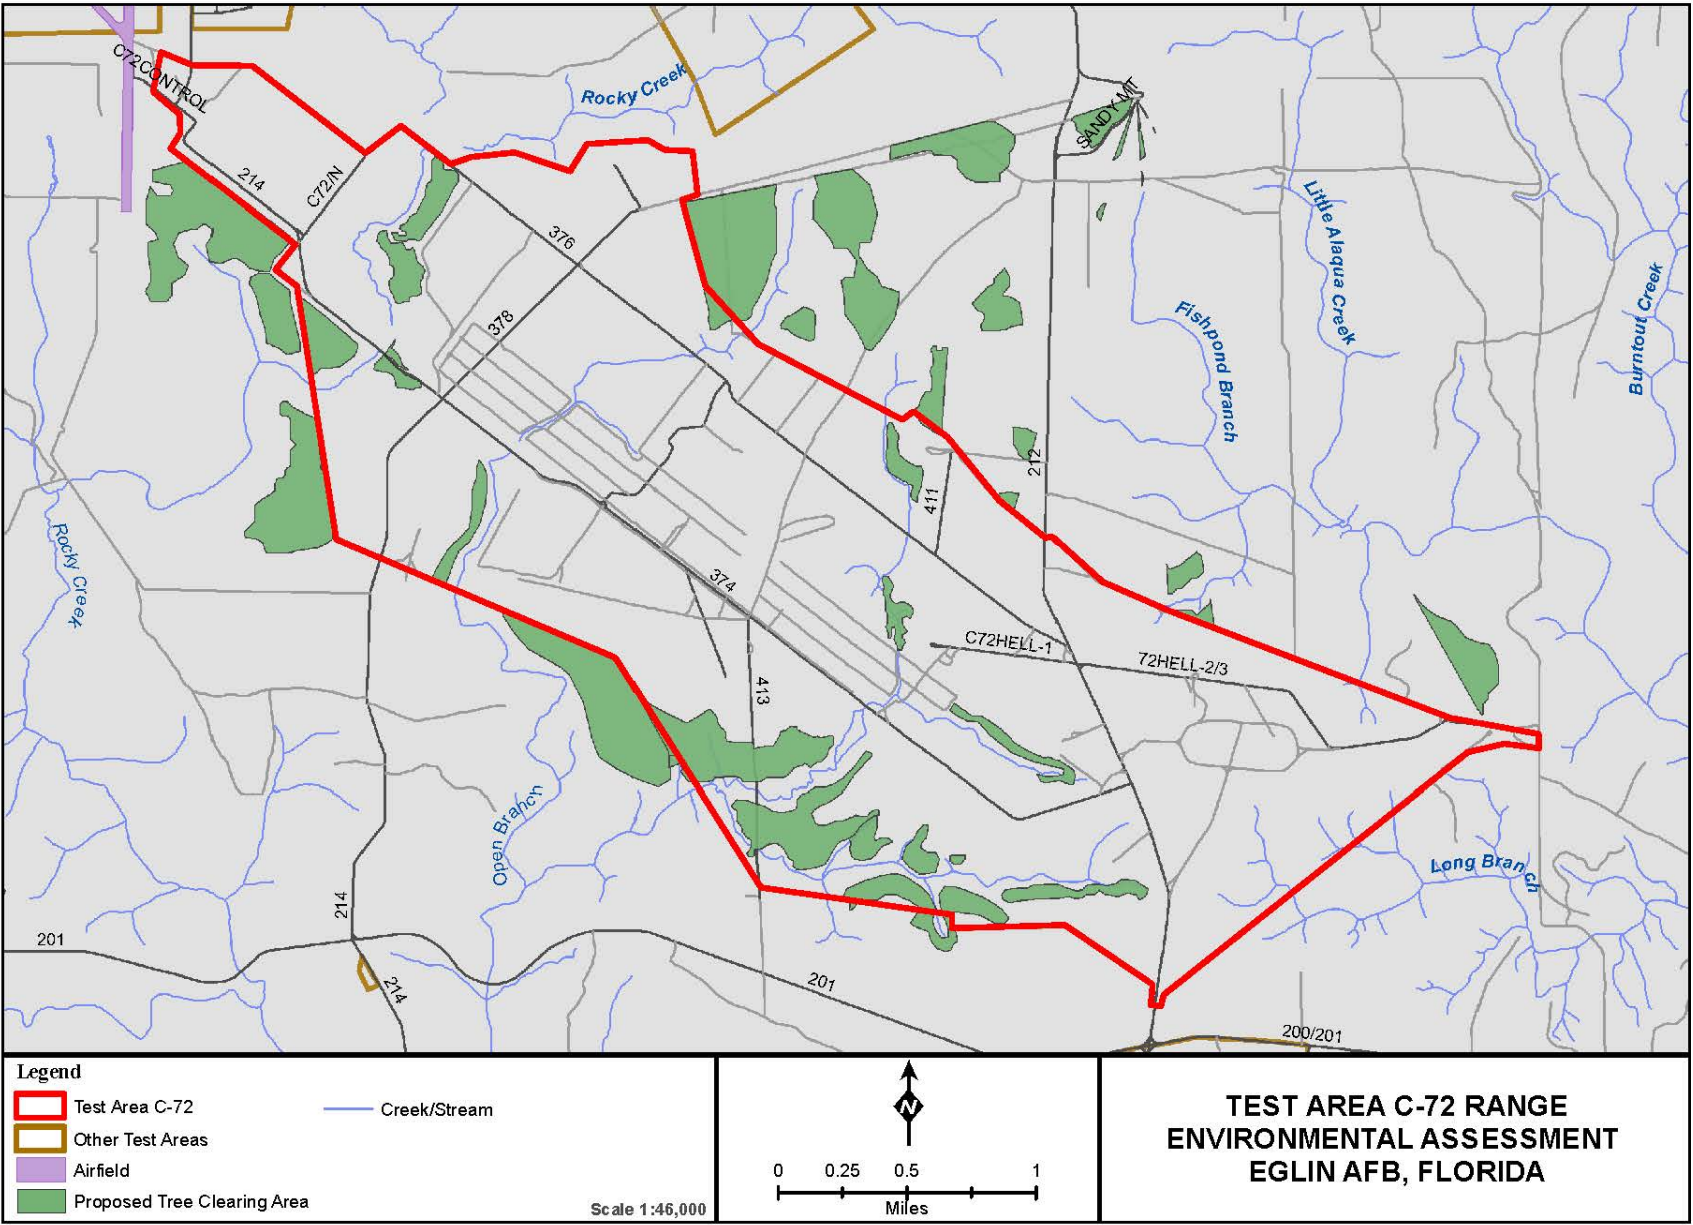 C72CONTROL
Rocky Creek
SANDY MT
214
C72/N
376
378
Little Alaqua Creek
Fishpond Branch
Burntout Creek
212
411
Rocky Creek
374
C72HELL-1
72HELL-2/3
413
Open Branch
Long Branch
214
201
214
201
200/201
Legend
Test Area C-72
Creek/Stream
Other Test Areas
Airfield
Proposed Tree Clearing Area
Scale 1:46,000
N
0 0.25 0.5 1
Miles
TEST AREA C-72 RANGE
ENVIRONMENTAL ASSESSMENT
EGLIN AFB, FLORIDA